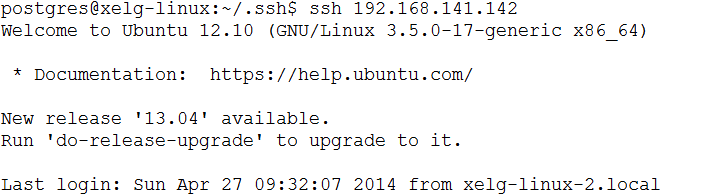 postgres@xelg-linux:~/.ssh$ ssh 192.168.141.142
Welcome to Ubuntu 12.10 (GNU/Linux 3.5.0-17-generic x86_64)
* Documentation:  https://help.ubuntu.com/
New release '13.04' available.
Run 'do-release-upgrade' to upgrade to it.
Last login: Sun Apr 27 09:32:07 2014 from xelg-linux-2.local